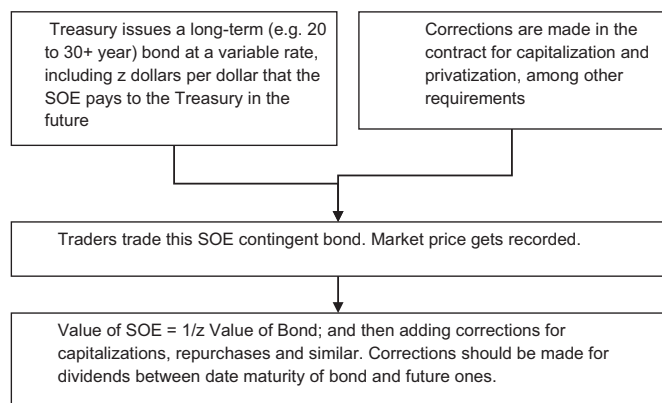 Treasury issues a long-term (e.g. 20
to 30+ year) bond at a variable rate,
including z dollars per dollar that the
SOE pays to the Treasury in the
future
Corrections are made in the
contract for capitalization and
privatization, among other
requirements
Traders trade this SOE contingent bond. Market price gets recorded.
Value of SOE = 1/z Value of Bond; and then adding corrections for
capitalizations, repurchases and similar. Corrections should be made for
dividends between date maturity of bond and future ones.